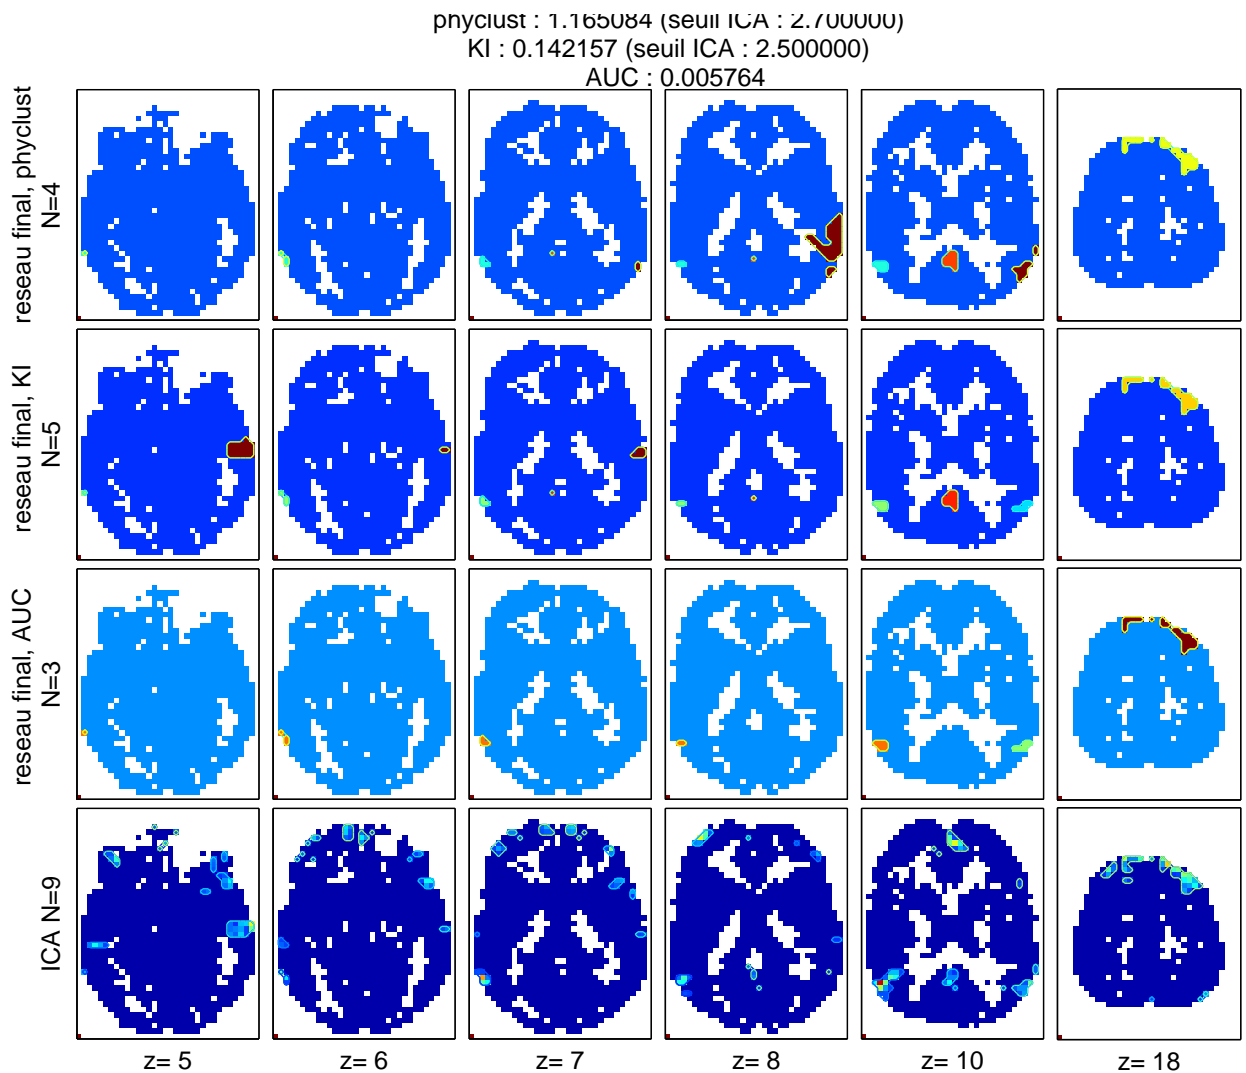 phyclust : 1.165084 (seuil ICA : 2.700000)
KI : 0.142157 (seuil ICA : 2.500000)
AUC : 0.005764
reseau final, phyclust
N=4
reseau final, KI
N=5
reseau final, AUC
N=3
ICA N=9
z= 5
z= 6
z= 7
z= 8
z= 10
z= 18